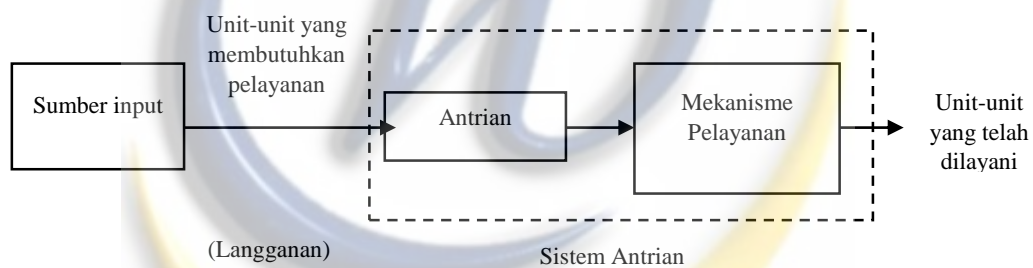 Unit-unit yang
membutuhkan
pelayanan
Sumber input
Antrian
Mekanisme
Pelayanan
Unit-unit
yang telah
dilayani
(Langganan)
Sistem Antrian